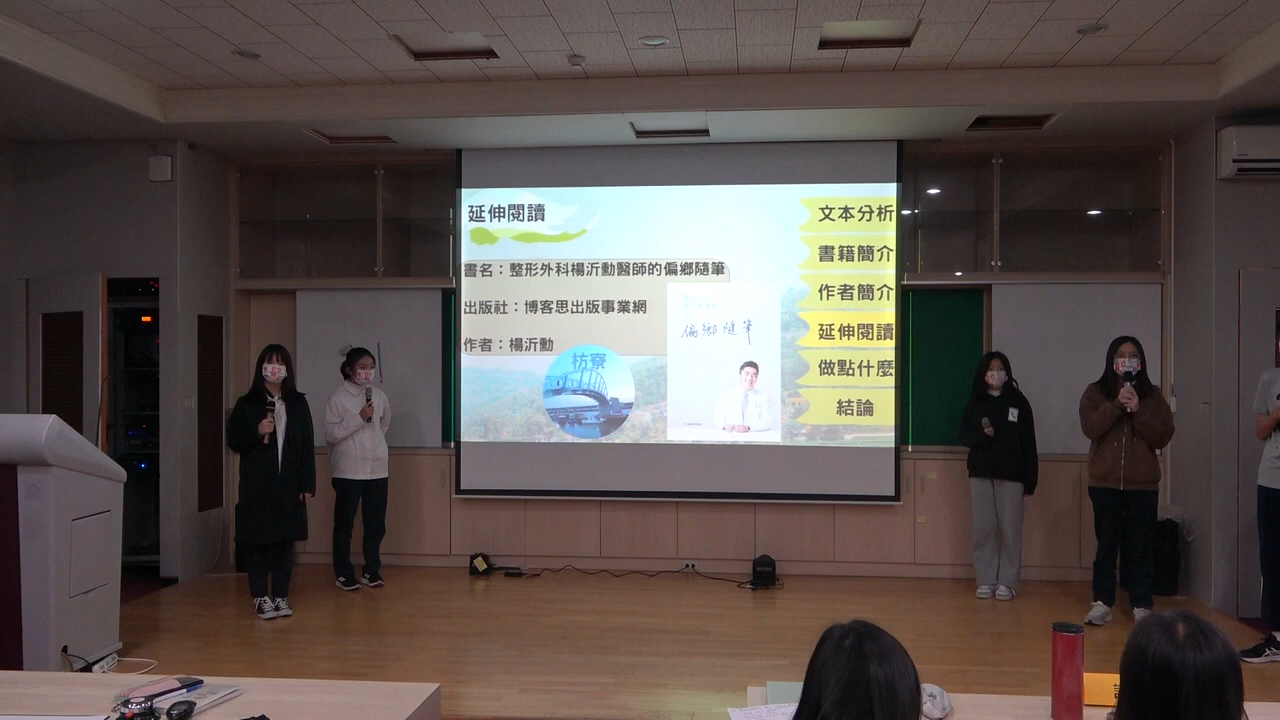 延伸閱讀
書名：整形外科楊沂勳醫師的偏鄉隨筆
出版社：博客思出版事業網
作者：楊沂勳
枋寮
偏鄉隨筆
文本分析
書籍簡介
作者簡介
延伸閱讀
做點什麼
結論